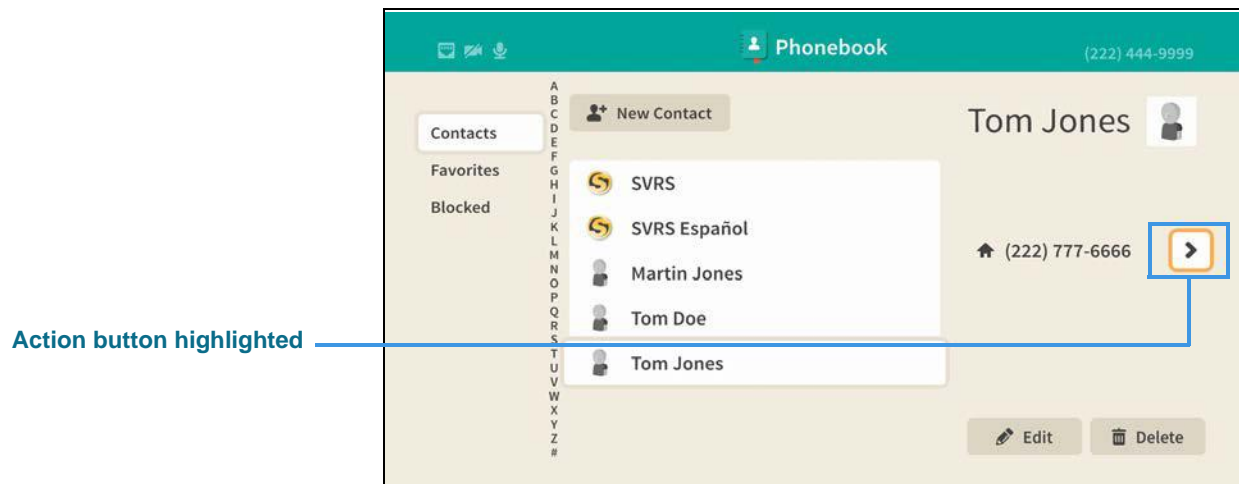 Phonebook
(222) 444-9999
Contacts
Favorites
Blocked
A
B
C
D
E
F
G
H
I
J
K
L
M
N
O
P
Q
R
S
T
U
V
W
X
Y
Z
#
New Contact
SVRS
SVRS Español
Martin Jones
Tom Doe
Tom Jones
Tom Jones
(222) 777-6666
Edit
Delete
Action button highlighted